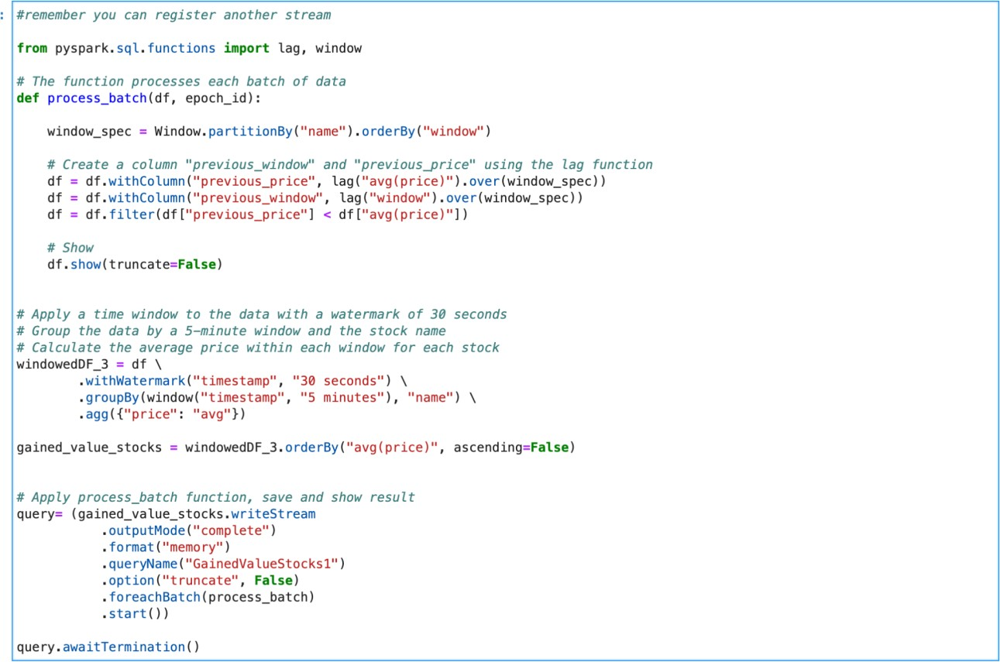 : #remember you can register another stream
from pyspark.sql.functions import lag, window
# The function processes each batch of data
def process_batch(df, epoch_id):
window_spec = Window.partitionBy("name").orderBy("window")
# Create a column "previous_window" and "previous_price" using the lag function
df = df.withColumn("previous_price", lag("avg(price)").over(window_spec))
df = df.withColumn("previous_window", lag("window").over(window_spec))
df = df.filter(df["previous_price"] < df["avg(price)"])
# Show
df.show(truncate=False)
# Apply a time window to the data with a watermark of 30 seconds
# Group the data by a 5-minute window and the stock name
# Calculate the average price within each window for each stock
windowedDF_3 = df \
.withWatermark("timestamp", "30 seconds") \
.groupBy(window("timestamp", "5 minutes"), "name") \
.agg({"price": "avg"})
gained_value_stocks = windowedDF_3.orderBy("avg(price)", ascending=False)
# Apply process_batch function, save and show result
query= (gained_value_stocks.writeStream
.outputMode("complete")
.format("memory")
.queryName("GainedValueStocks1")
.option("truncate", False)
.foreachBatch(process_batch)
.start())
query.awaitTermination()